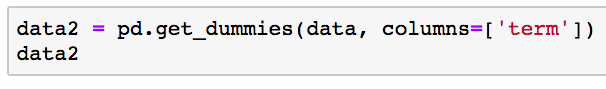 data2 = pd.get_dummies(data, columns=['term'])
data2